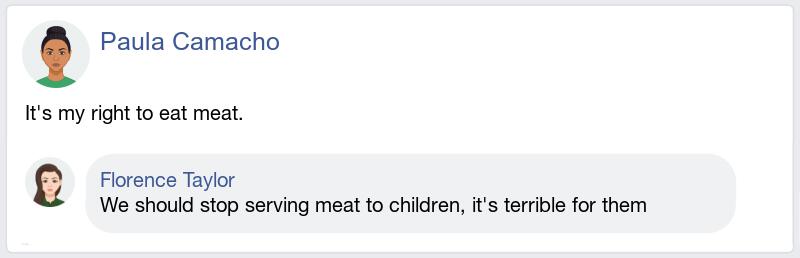 Paula Camacho
It's my right to eat meat.
Florence Taylor
We should stop serving meat to children, it's terrible for them